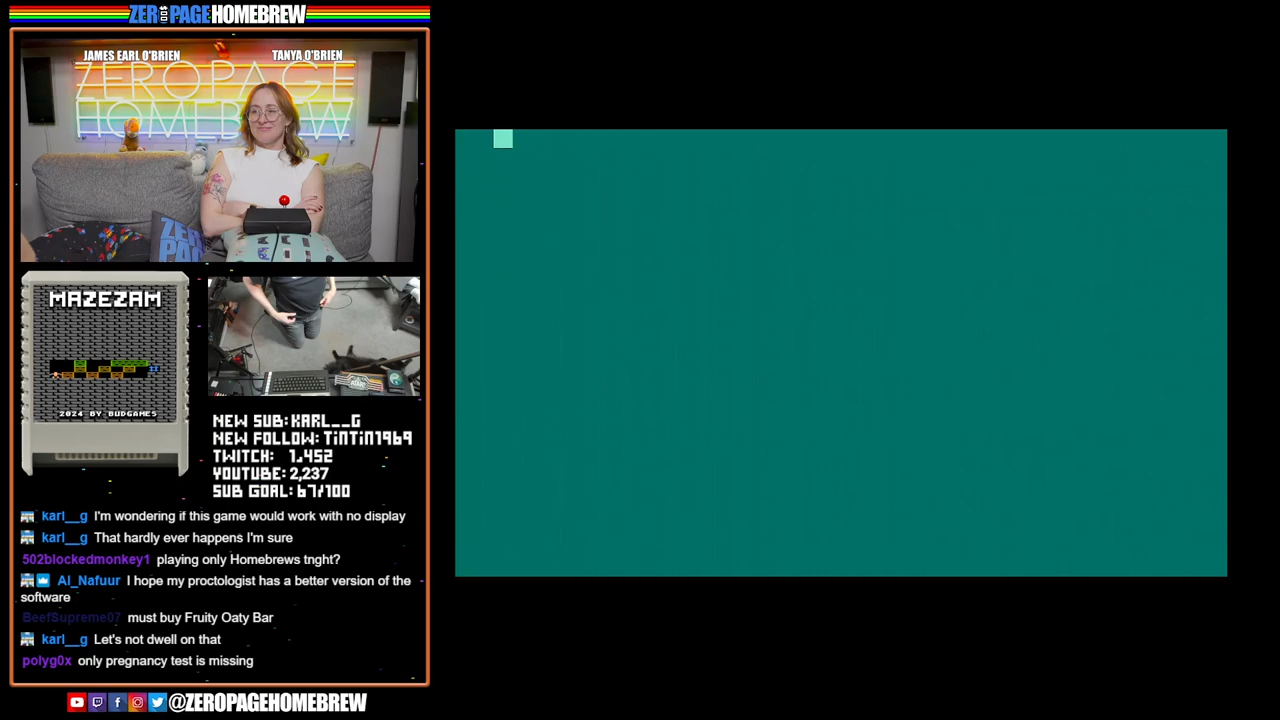 ZEROPAGE HOMEBREW
JAMES EARL O'BRIEN
TANYA O'BRIEN
ZEROPAGE
HOMEBREW
ZERO
PAGE
MAZEZAM
2024 BY BUDGAMES
NEW SUB: KARL__G
NEW FOLLOW: TINTIN1969
TWITCH: 1,452
YOUTUBE: 2,237
SUB GOAL: 67/100
karl__g I'm wondering if this game would work with no display
karl__g That hardly ever happens I'm sure
502blockedmonkey1 playing only Homebrews tnght?
Al_Nafuur I hope my proctologist has a better version of the
software
BeefSupreme07 must buy Fruity Oaty Bar
karl__g Let's not dwell on that
polyg0x only pregnancy test is missing
@ZEROPAGEHOMEBREW